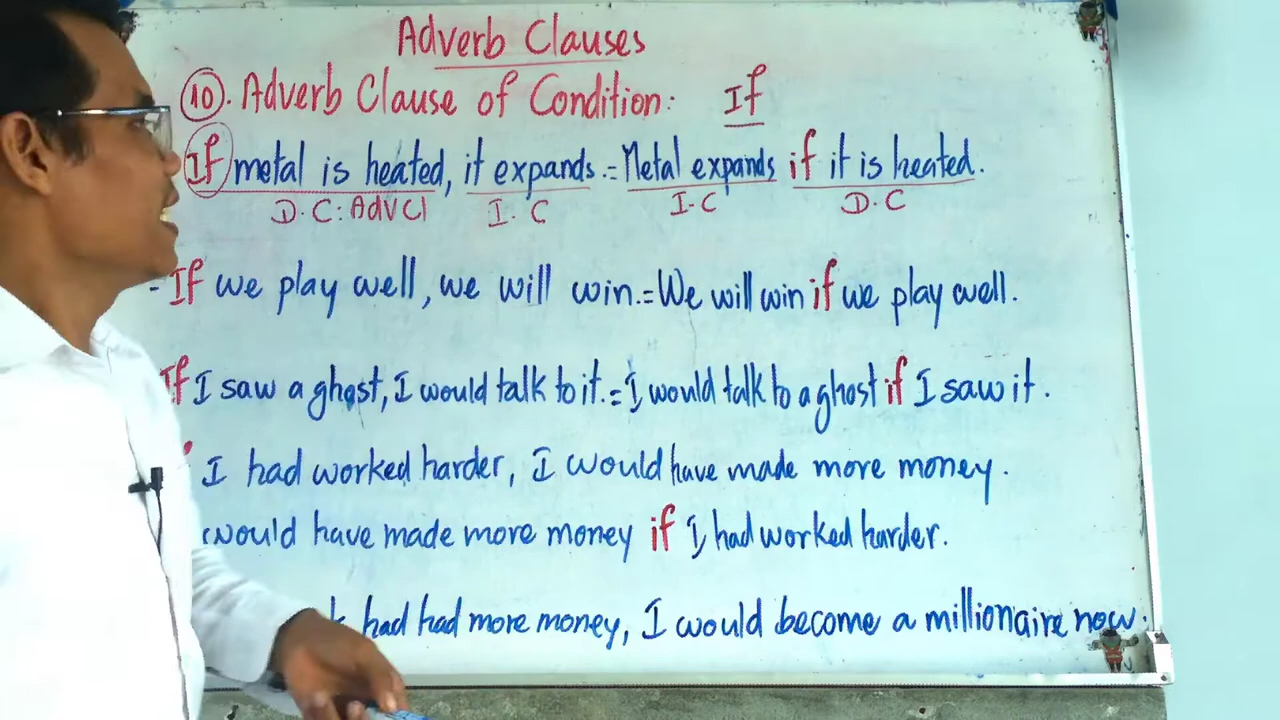 Adverb Clauses
10. Adverb Clause of Condition: If
If metal is heated, it expands. = Metal expands if it is heated.
D.C: AdvCl I.C I.C D.C
- If we play well, we will win. = We will win if we play well.
If I saw a ghost, I would talk to it. = I would talk to a ghost if I saw it.
I had worked harder, I would have made more money.
would have made more money if I had worked harder.
had had more money, I would become a millionaire now.